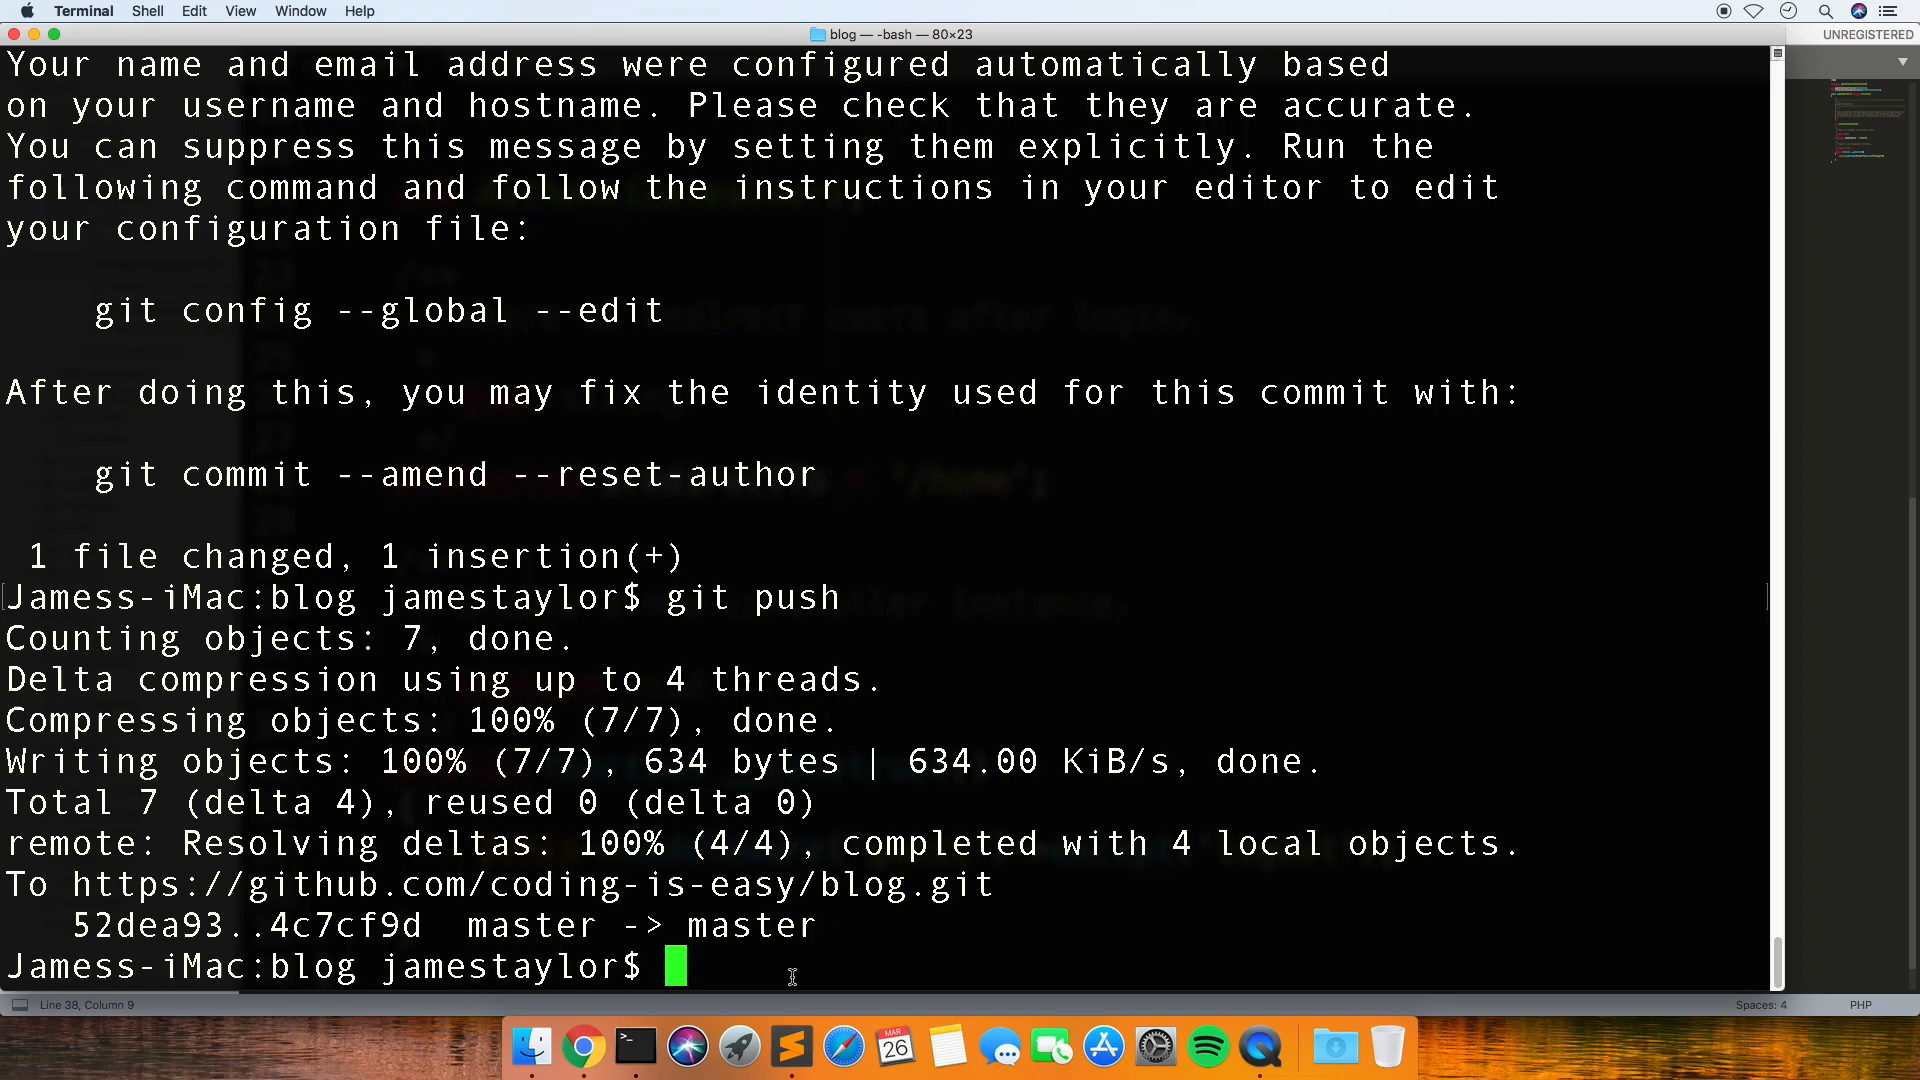 Terminal Shell Edit View Window Help
blog — -bash — 80×23
UNREGISTERED
Your name and email address were configured automatically based
on your username and hostname. Please check that they are accurate.
You can suppress this message by setting them explicitly. Run the
following command and follow the instructions in your editor to edit
your configuration file:
git config --global --edit
After doing this, you may fix the identity used for this commit with:
git commit --amend --reset-author
1 file changed, 1 insertion(+)
Jamess-iMac:blog jamestaylor$ git push
Counting objects: 7, done.
Delta compression using up to 4 threads.
Compressing objects: 100% (7/7), done.
Writing objects: 100% (7/7), 634 bytes | 634.00 KiB/s, done.
Total 7 (delta 4), reused 0 (delta 0)
remote: Resolving deltas: 100% (4/4), completed with 4 local objects.
To https://github.com/coding-is-easy/blog.git
52dea93..4c7cf9d master -> master
Jamess-iMac:blog jamestaylor$
Line 38, Column 9
Spaces: 4
PHP
MAR
26